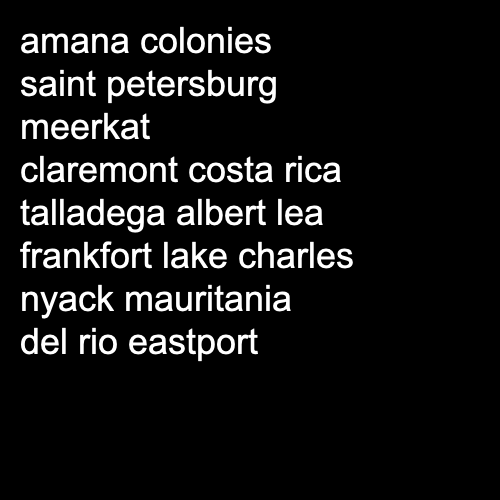 amana colonies
saint petersburg
meerkat
claremont costa rica
talladega albert lea
frankfort lake charles
nyack mauritania
del rio eastport